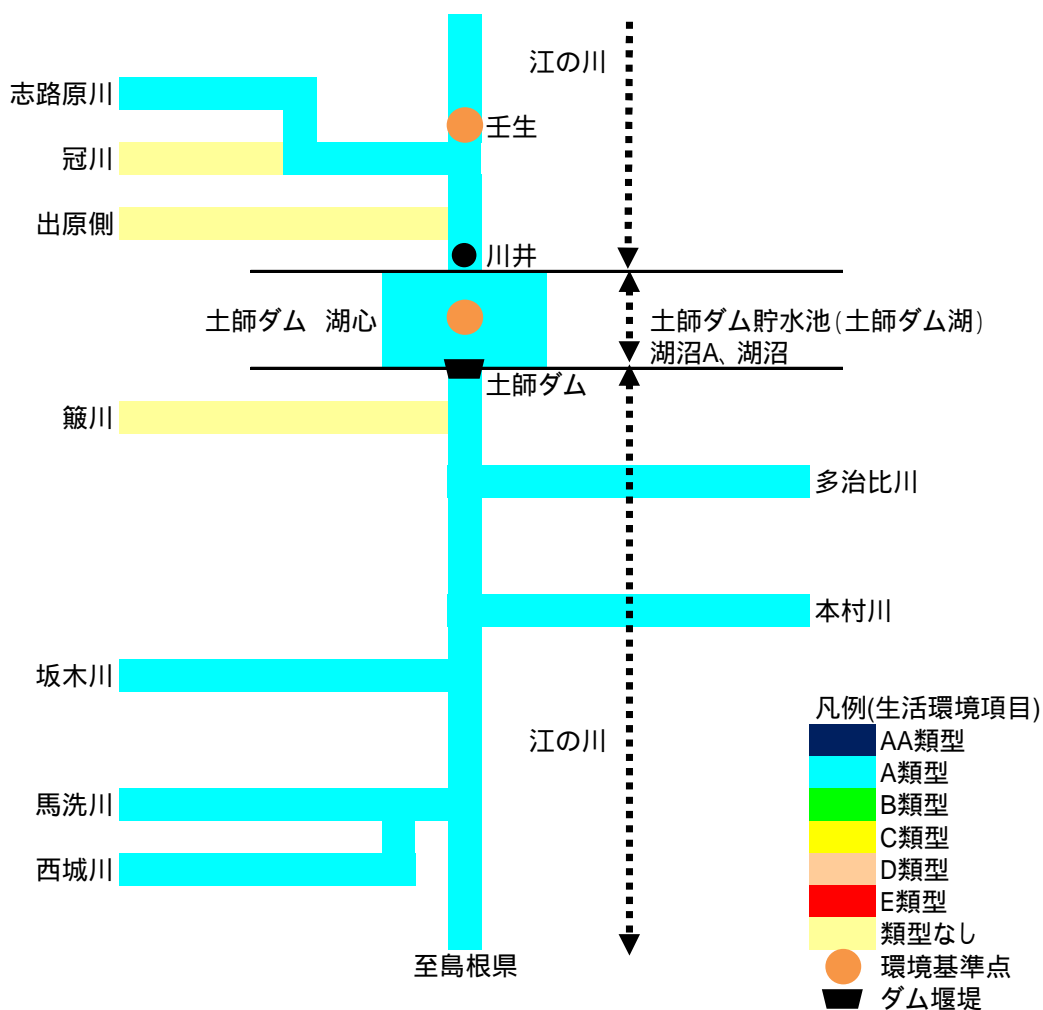 江の川
志路原川
壬生
冠川
出原側
川井
土師ダム 湖心
土師ダム貯水池(土師ダム湖)
湖沼A、湖沼
土師ダム
簸川
多治比川
本村川
坂木川
江の川
馬洗川
西城川
至島根県
凡例(生活環境項目)
AA類型
A類型
B類型
C類型
D類型
E類型
類型なし
環境基準点
ダム堰堤